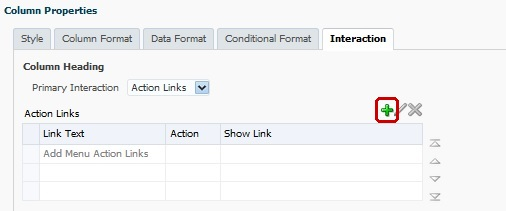 Column Properties
Style Column Format Data Format Conditional Format Interaction
Column Heading
Primary Interaction Action Links
Action Links
Link Text Action Show Link
Add Menu Action Links